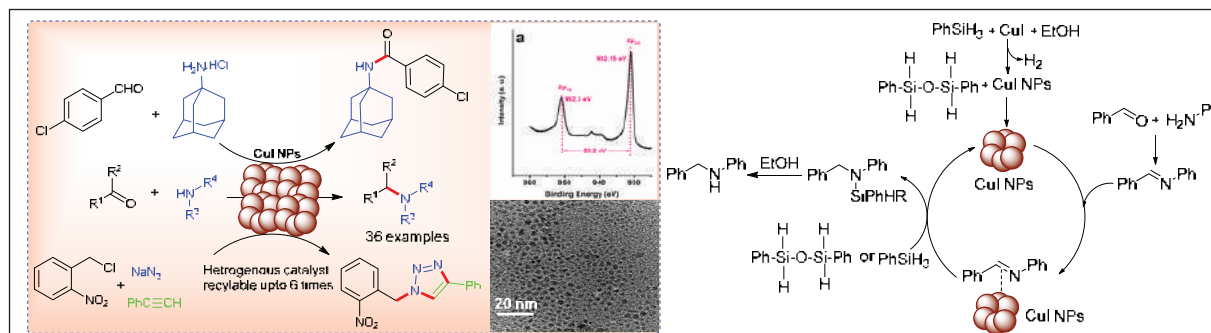 H₂N HCl
CHO
Cl
+
O
HN
Cl
CuI NPs
R²
R¹ O
+
HN R⁴
R³
R²
R¹ N R⁴
R³
36 examples
Cl
NO₂
+
NaN₃
PhC≡CH
Hetrogenous catalyst
recylable upto 6 times
N N
N
Ph
NO₂
a
Intensity (a. u.)
932.15 eV
Binding Energy (eV)
20 nm
PhSiH₃ + CuI + EtOH
H₂
H H
Ph-Si-O-Si-Ph + CuI NPs
H H
CuI NPs
Ph O + H₂N
Ph N Ph
Ph N Ph
H
EtOH
Ph N Ph
SiPhHR
H H
Ph-Si-O-Si-Ph or PhSiH₃
H H
Ph N Ph
CuI NPs